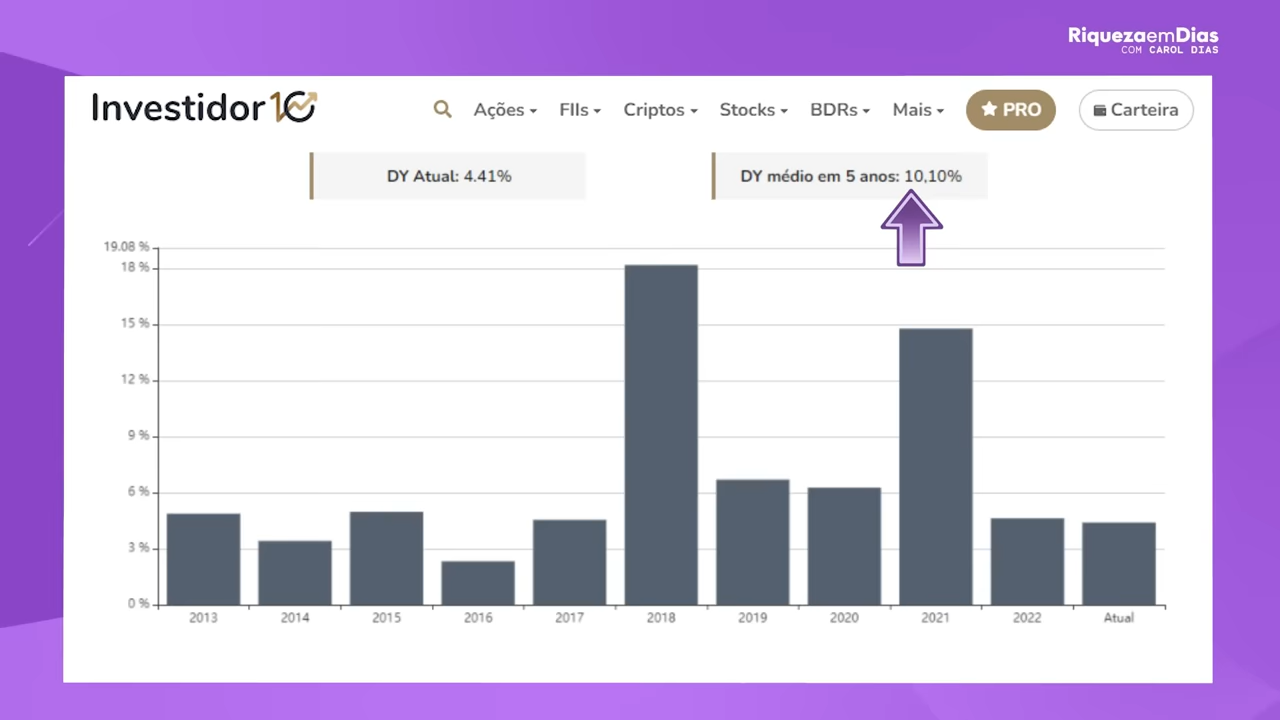 RiquezaemDias
COM CAROL DIAS
Investidor10
Ações
FIIs
Criptos
Stocks
BDRs
Mais
PRO
Carteira
DY Atual: 4.41%
DY médio em 5 anos: 10,10%
19.08 %
18 %
15 %
12 %
9 %
6 %
3 %
0 %
2013 2014 2015 2016 2017 2018 2019 2020 2021 2022 Atual